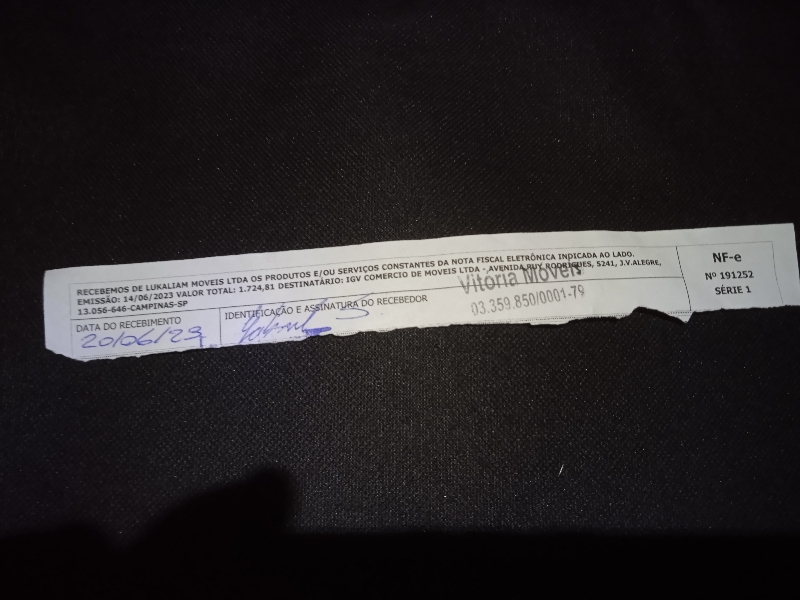 RECEBEMOS DE LUKALIAM MOVEIS LTDA OS PRODUTOS E/OU SERVIÇOS CONSTANTES DA NOTA FISCAL ELETRÔNICA INDICADA AO LADO.
EMISSÃO: 14/06/2023 VALOR TOTAL: 1.724,81 DESTINATÁRIO: IGV COMERCIO DE MOVEIS LTDA - AVENIDA RUY RODRIGUES, 5241, J.V.ALEGRE,
13.056-646-CAMPINAS-SP
DATA DO RECEBIMENTO
20/06/23
IDENTIFICAÇÃO E ASSINATURA DO RECEBEDOR
Vitória Móveis
03.359.850/0001-79
NF-e
Nº 191252
SÉRIE 1